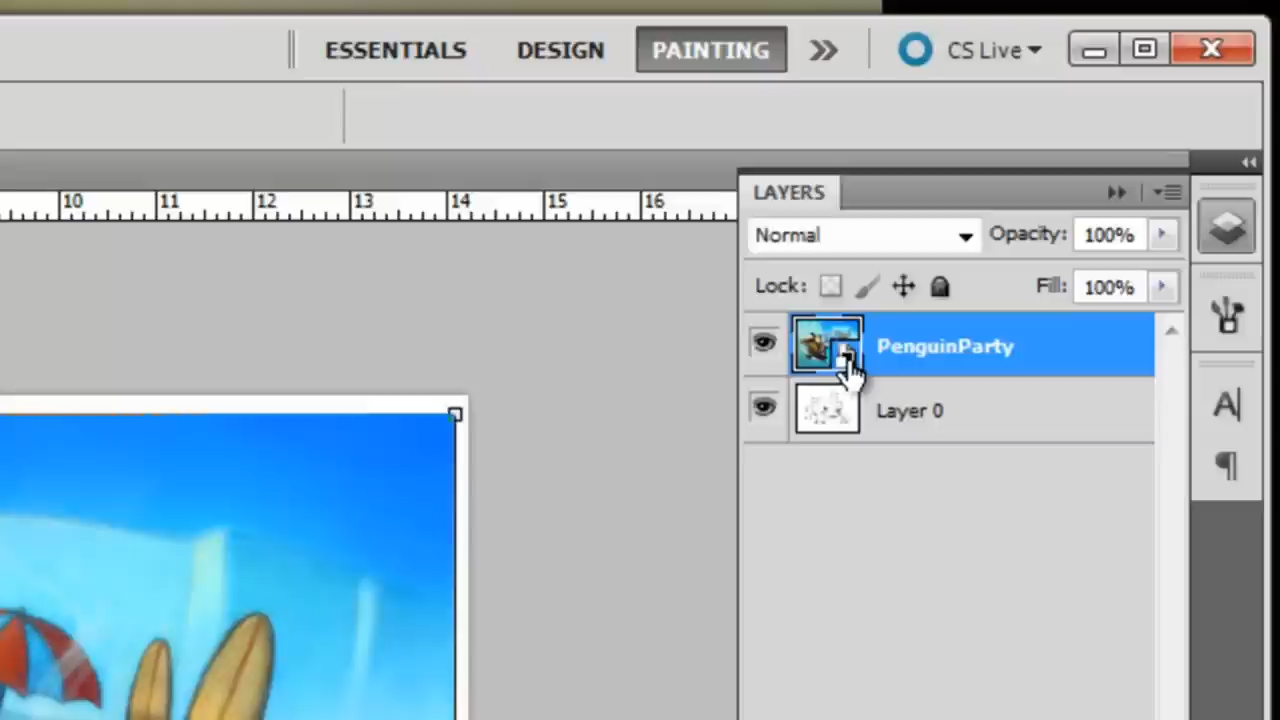 ESSENTIALS DESIGN PAINTING CS Live
10 11 12 13 14 15 16
LAYERS
Normal Opacity: 100%
Lock: Fill: 100%
PenguinParty
Layer 0
A